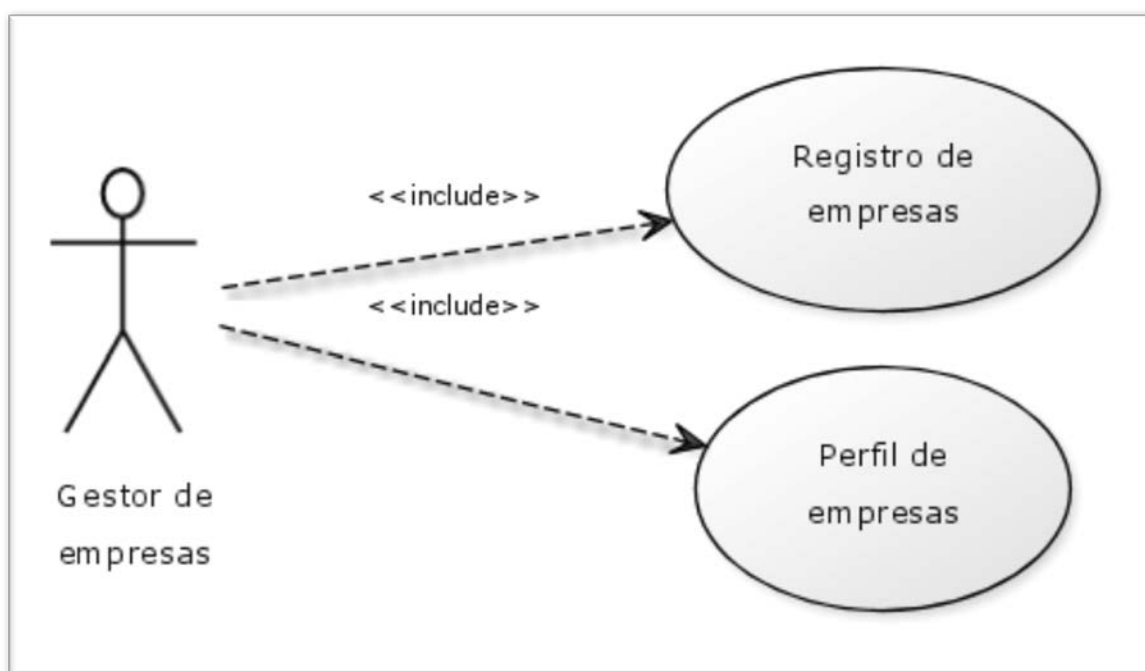 <<include>>
Registro de
empresas
<<include>>
Perfil de
empresas
Gestor de
empresas